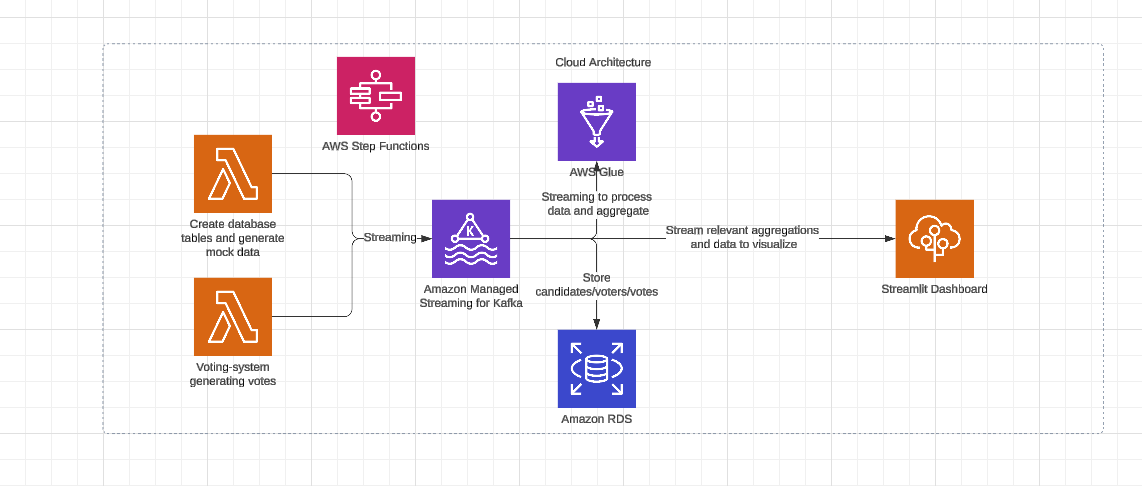 Cloud Architecture
AWS Step Functions
AWS Glue
Create database
tables and generate
mock data
Streaming to process
data and aggregate
Streaming
K
Stream relevant aggregations
and data to visualize
Amazon Managed
Streaming for Kafka
Store
candidates/voters/votes
Streamlit Dashboard
Voting-system
generating votes
Amazon RDS